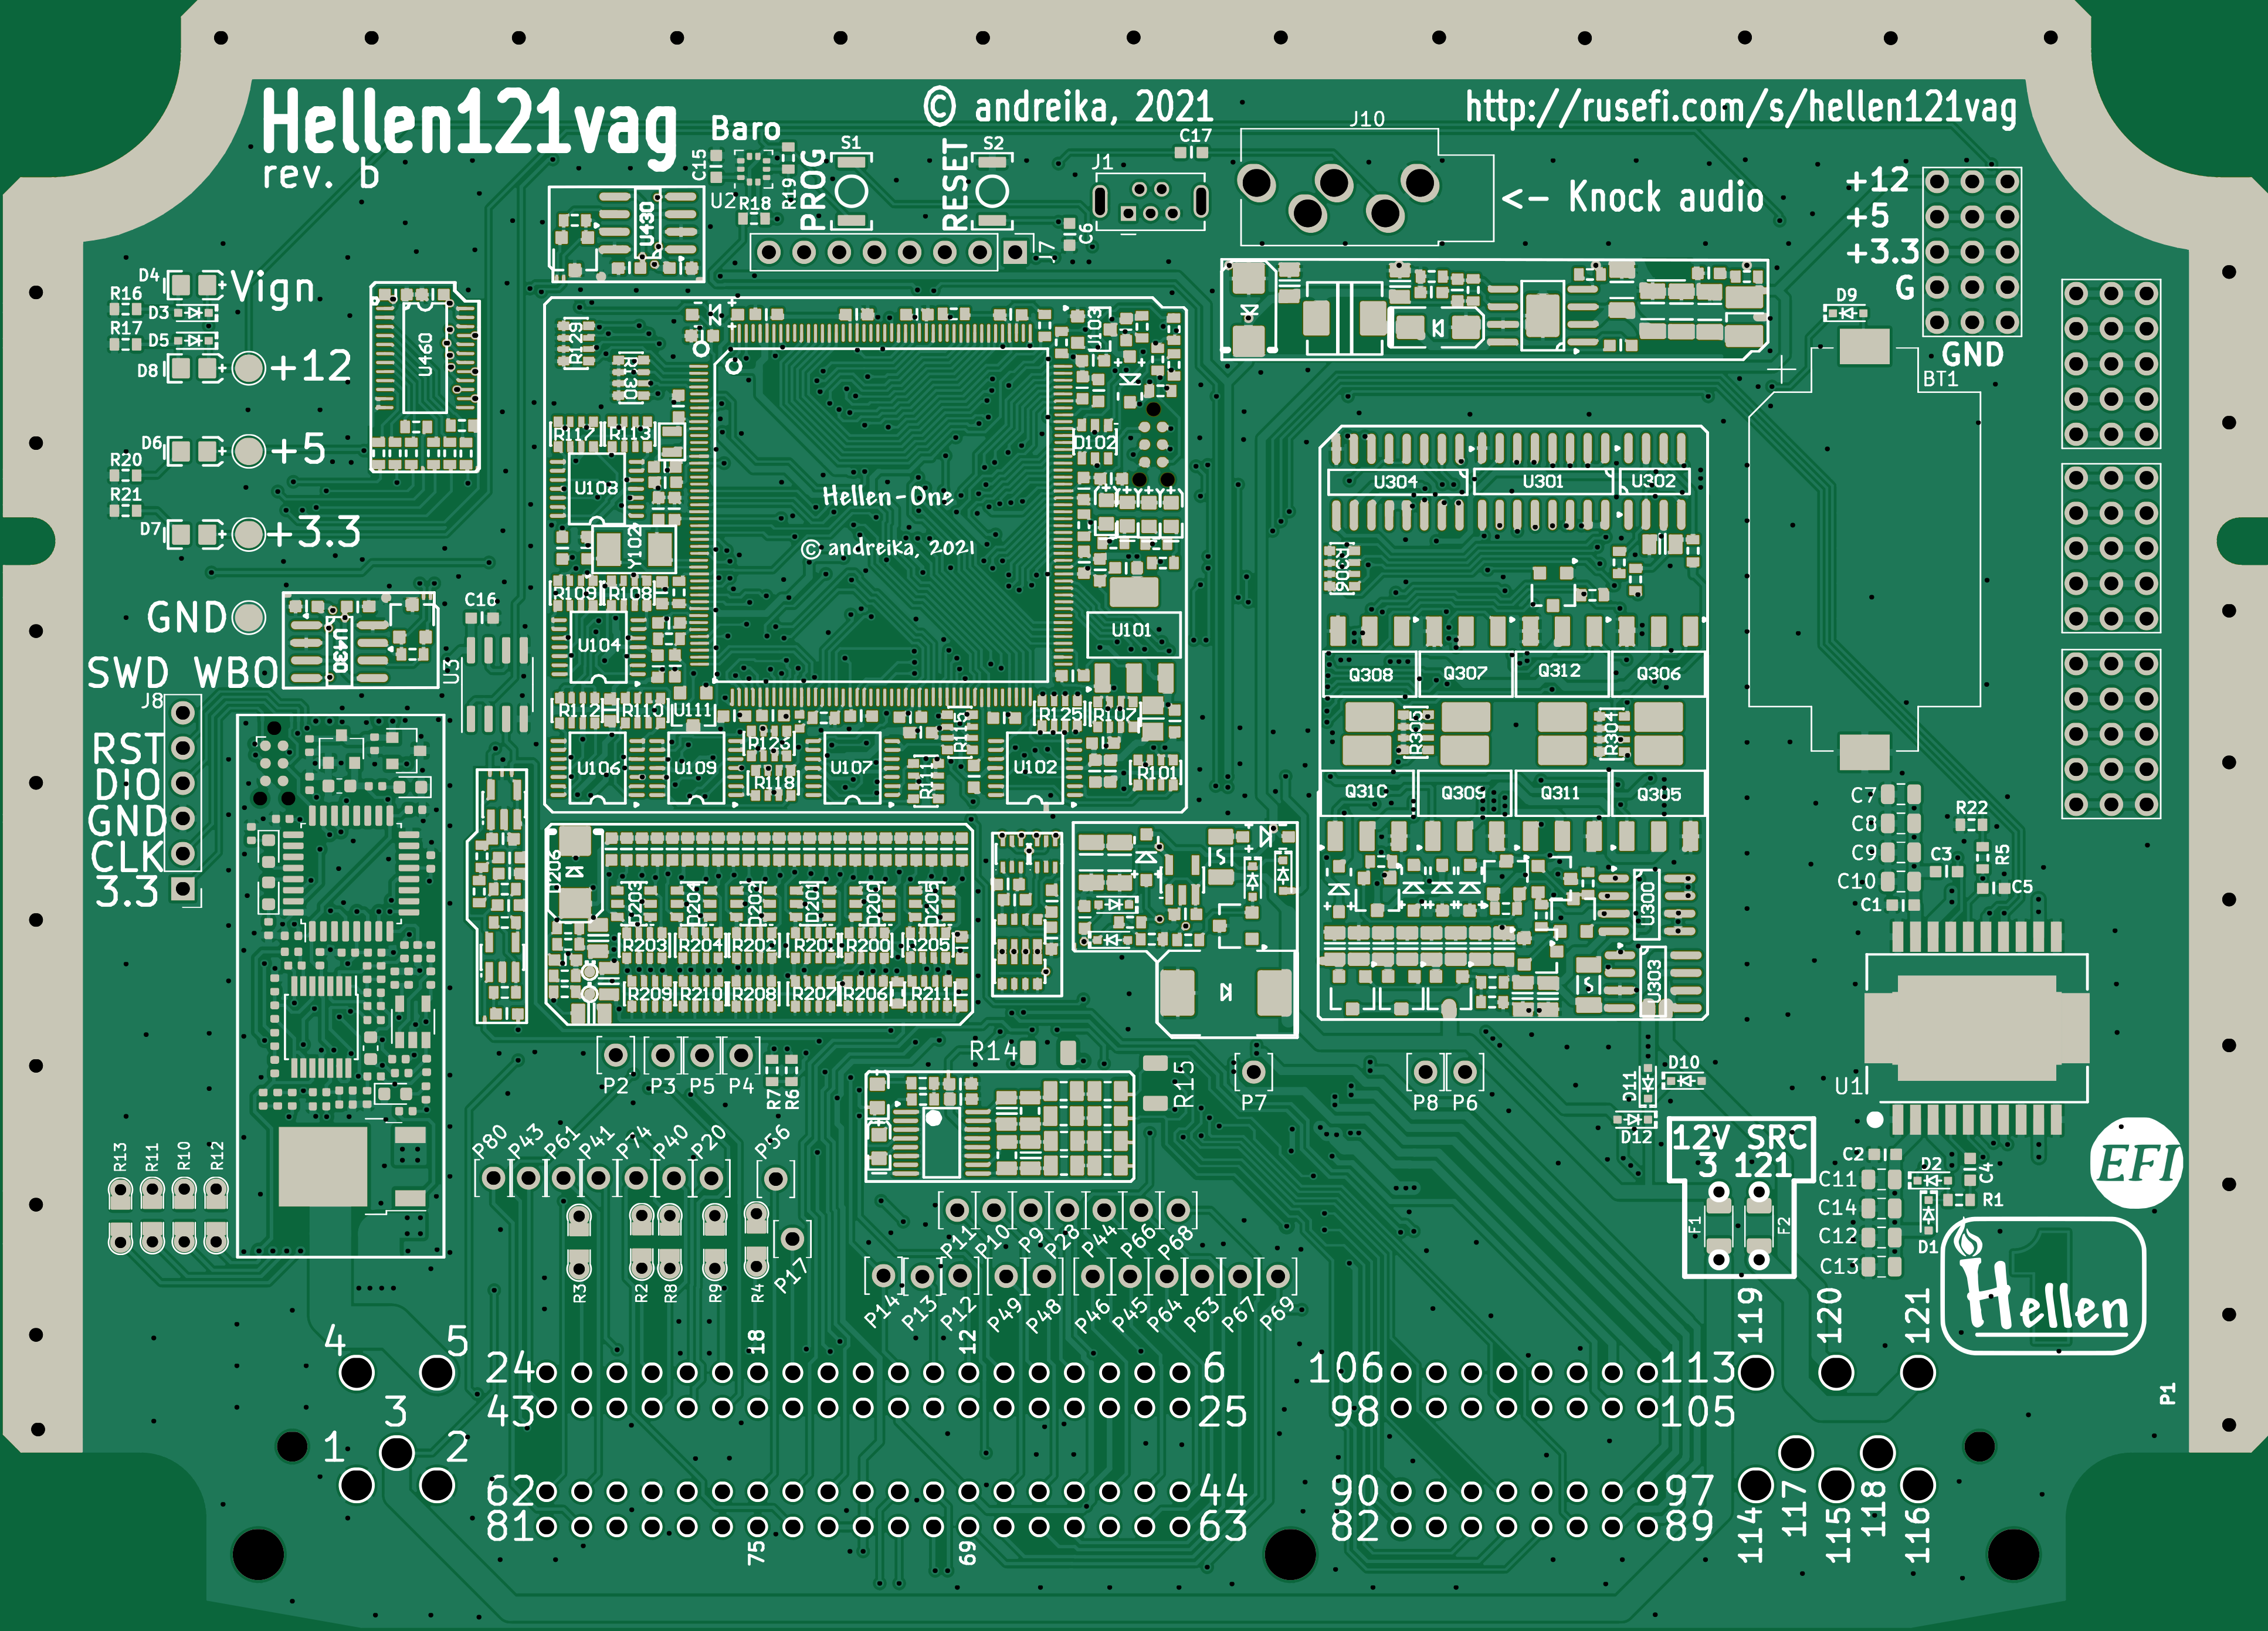 Hellen121vag
rev. b
© andreika, 2021
http://rusefi.com/s/hellen121vag
Baro
C15
U2
R19
R18
PROG
S1
RESET
S2
J7
C6
J1
C17
J10
<- Knock audio
+12
+5
+3.3
G
GND
D9
BT1
D4
Vign
R16
D3
R17
D5
D8
+12
D6
+5
R20
R21
D7
+3.3
GND
SWD WBO
J8
RST
DIO
GND
CLK
3.3
U430
U460
U430
C16
U3
R129
R130
U103
R117
R113
D102
U108
Hellen-One
© andreika, 2021
Y102
R109
R108
U104
U101
R112
R110
U111
R123
R115
R125
R107
U106
U109
R118
U107
R111
U102
R101
U304
U301
U302
R306
Q308
Q307
Q312
Q306
R305
R304
Q310
Q309
Q311
Q305
U300
U303
U206
D203
D204
D202
D201
D200
D205
R203
R204
R202
R201
R200
R205
R209
R210
R208
R207
R206
R211
C7
C8
C9
C10
C1
R22
C3
R5
C5
U1
P2
P3
P5
P4
R7
R6
R14
R15
P7
P8
P6
D11
D10
D12
12V SRC
3 121
F1
F2
C2
C11
C14
C12
C13
D2
C4
R1
D1
EFI
1
Hellen
R13
R11
R10
R12
P80
P43
P61
P41
P74
P40
P20
P56
R3
R2
R8
R9
R4
P17
P11
P10
P9
P28
P44
P66
P68
P14
P13
P12
P49
P48
P46
P45
P64
P63
P67
P69
4
5
3
1
2
24
18
12
6
43
25
62
44
81
63
75
69
106
113
98
105
90
97
82
89
119
120
121
114
117
115
118
116
P1